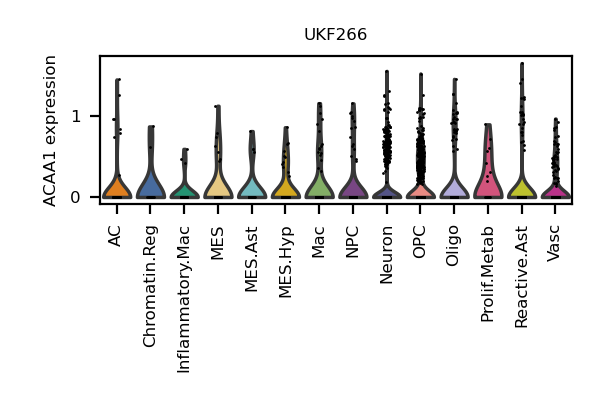 UKF266
ACAA1 expression
1
0
AC
Chromatin.Reg
Inflammatory.Mac
MES
MES.Ast
MES.Hyp
Mac
NPC
Neuron
OPC
Oligo
Prolif.Metab
Reactive.Ast
Vasc